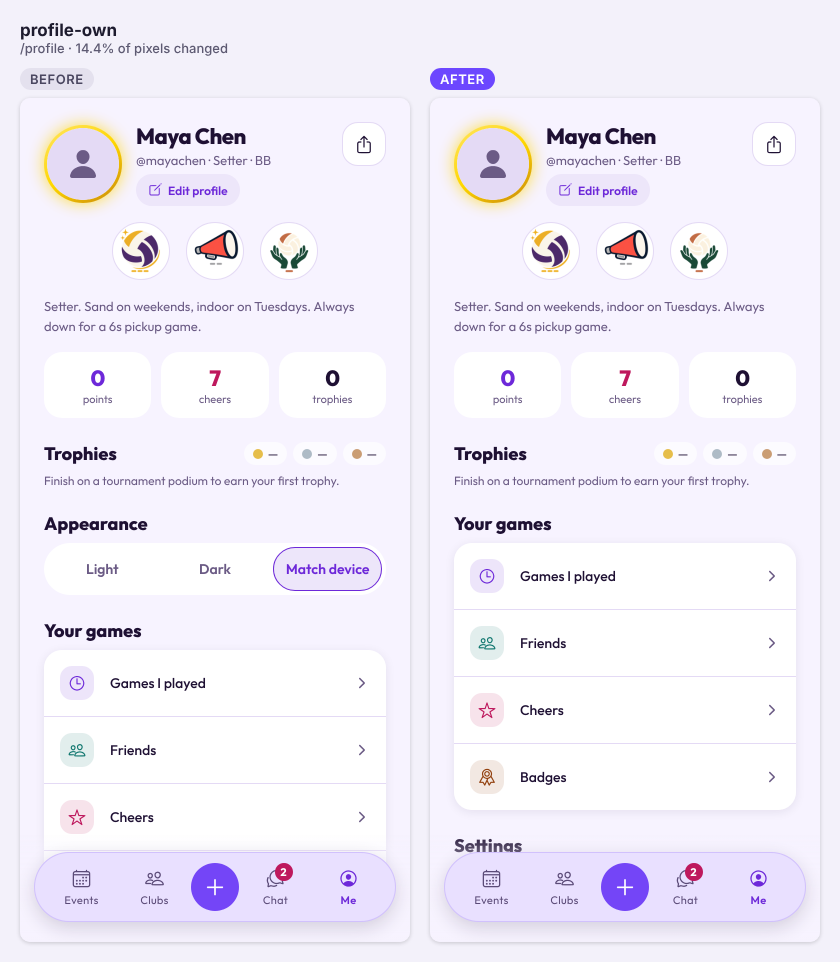 profile-own
/profile · 14.4% of pixels changed
BEFORE
Maya Chen
@mayachen · Setter · BB
Edit profile
Setter. Sand on weekends, indoor on Tuesdays. Always
down for a 6s pickup game.
0 7 0
points cheers trophies
Trophies – – –
Finish on a tournament podium to earn your first trophy.
Appearance
Light Dark Match device
Your games
Games I played
Friends
Cheers
2
Events Clubs Chat Me
AFTER
Maya Chen
@mayachen · Setter · BB
Edit profile
Setter. Sand on weekends, indoor on Tuesdays. Always
down for a 6s pickup game.
0 7 0
points cheers trophies
Trophies – – –
Finish on a tournament podium to earn your first trophy.
Your games
Games I played
Friends
Cheers
Badges
Settings
2
Events Clubs Chat Me